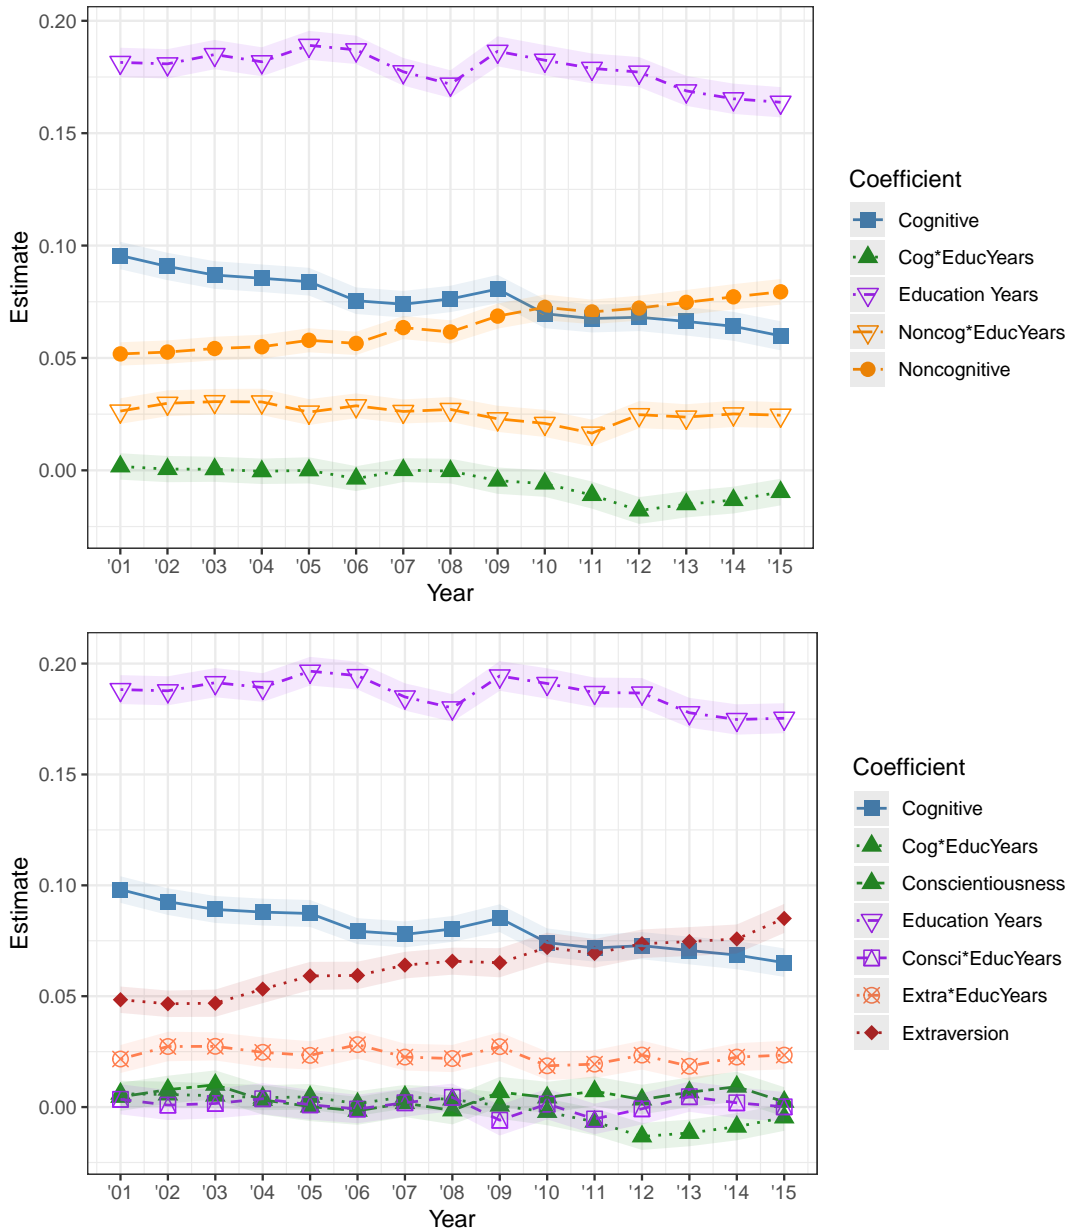 0.20
0.15
0.10
0.05
0.00
Estimate
'01 '02 '03 '04 '05 '06 '07 '08 '09 '10 '11 '12 '13 '14 '15
Year
Coefficient
Cognitive
Cog*EducYears
Education Years
Noncog*EducYears
Noncognitive
0.20
0.15
0.10
0.05
0.00
Estimate
'01 '02 '03 '04 '05 '06 '07 '08 '09 '10 '11 '12 '13 '14 '15
Year
Coefficient
Cognitive
Cog*EducYears
Conscientiousness
Education Years
Consci*EducYears
Extra*EducYears
Extraversion